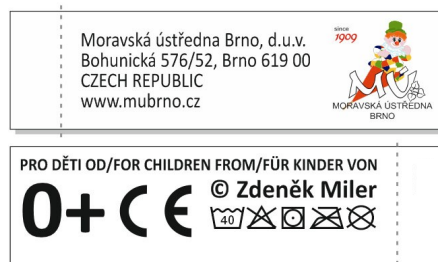 Moravská ústředna Brno, d.u.v.
Bohunická 576/52, Brno 619 00
CZECH REPUBLIC
www.mubrno.cz
since
1909
MU
MORAVSKÁ ÚSTŘEDNA
BRNO
PRO DĚTI OD/FOR CHILDREN FROM/FÜR KINDER VON
0+ CE
© Zdeněk Miler
40